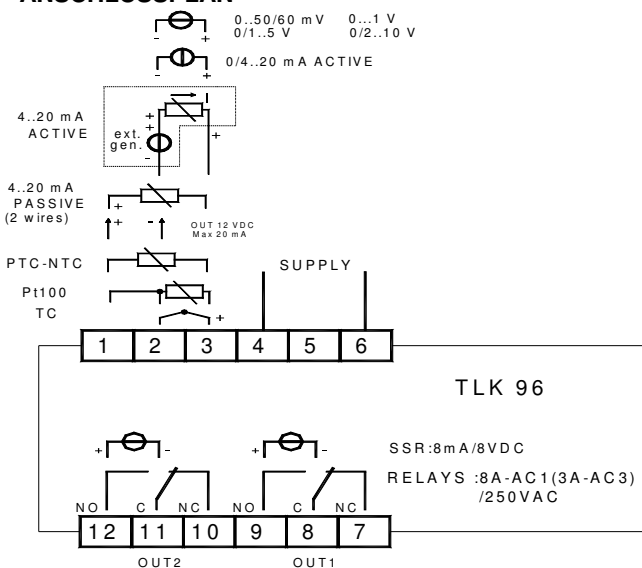 ANSCHLUSSPLAN
0..50/60 mV 0...1 V
0/1..5 V 0/2..10 V
- +
0/4..20 mA ACTIVE
- +
4..20 mA
ACTIVE
I
+
+
ext.
gen.
-
+
4..20 mA
PASSIVE
(2 wires)
+
+ -
OUT 12 VDC
Max 20 mA
PTC-NTC
SUPPLY
Pt100
TC
- +
1 2 3 4 5 6
TLK 96
+ - + -
SSR:8mA/8VDC
RELAYS :8A-AC1(3A-AC3)
/250VAC
NO C NC NO C NC
12 11 10 9 8 7
OUT2 OUT1